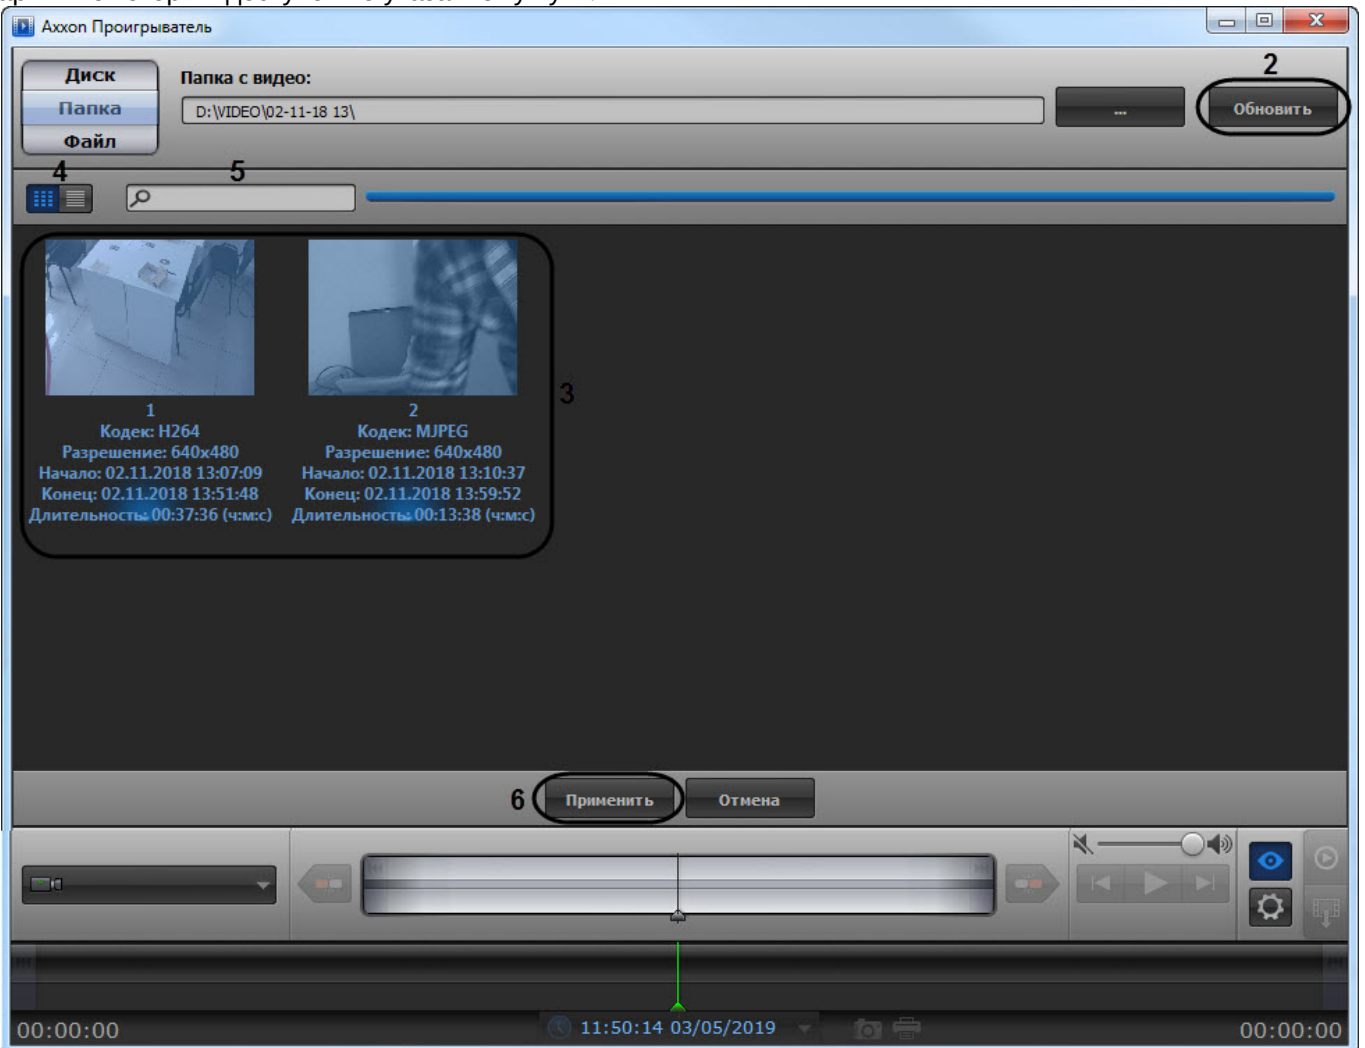 Axxon Проигрыватель
Диск
Папка
Файл
Папка с видео:
D:\VIDEO\02-11-18 13\
...
2
Обновить
4
5
3
1
Кодек: H264
Разрешение: 640x480
Начало: 02.11.2018 13:07:09
Конец: 02.11.2018 13:51:48
Длительность: 00:37:36 (ч:м:с)
2
Кодек: MJPEG
Разрешение: 640x480
Начало: 02.11.2018 13:10:37
Конец: 02.11.2018 13:59:52
Длительность: 00:13:38 (ч:м:с)
6
Применить
Отмена
00:00:00
11:50:14 03/05/2019
00:00:00